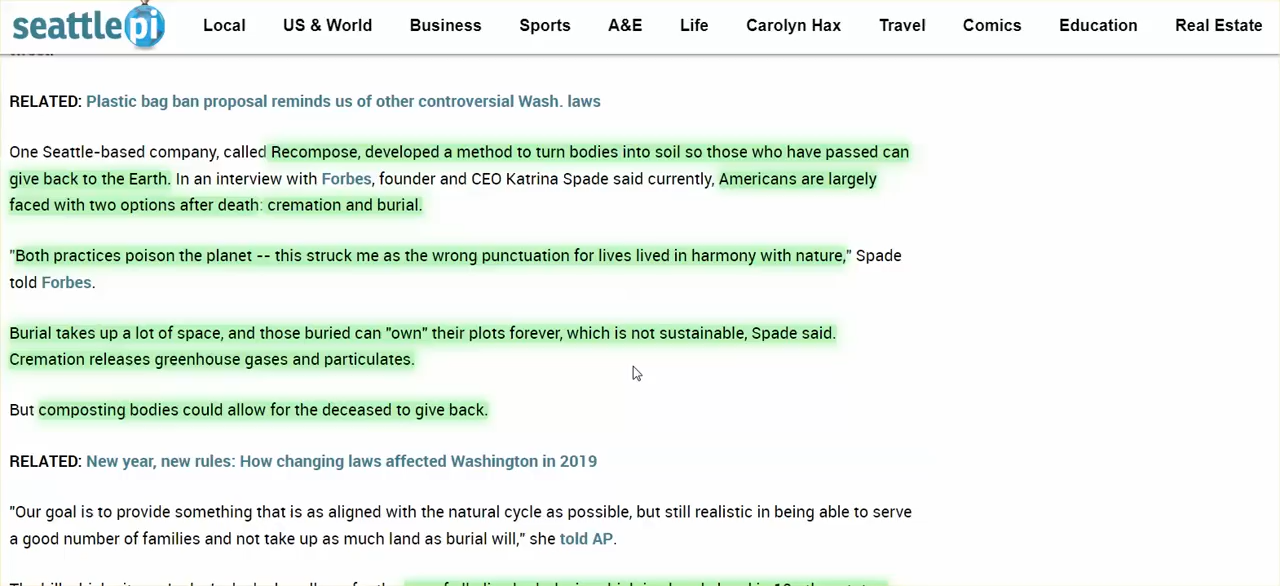 seattlepi Local US & World Business Sports A&E Life Carolyn Hax Travel Comics Education Real Estate
RELATED: Plastic bag ban proposal reminds us of other controversial Wash. laws
One Seattle-based company, called Recompose, developed a method to turn bodies into soil so those who have passed can
give back to the Earth. In an interview with Forbes, founder and CEO Katrina Spade said currently, Americans are largely
faced with two options after death: cremation and burial.
"Both practices poison the planet -- this struck me as the wrong punctuation for lives lived in harmony with nature," Spade
told Forbes.
Burial takes up a lot of space, and those buried can "own" their plots forever, which is not sustainable, Spade said.
Cremation releases greenhouse gases and particulates.
But composting bodies could allow for the deceased to give back.
RELATED: New year, new rules: How changing laws affected Washington in 2019
"Our goal is to provide something that is as aligned with the natural cycle as possible, but still realistic in being able to serve
a good number of families and not take up as much land as burial will," she told AP.